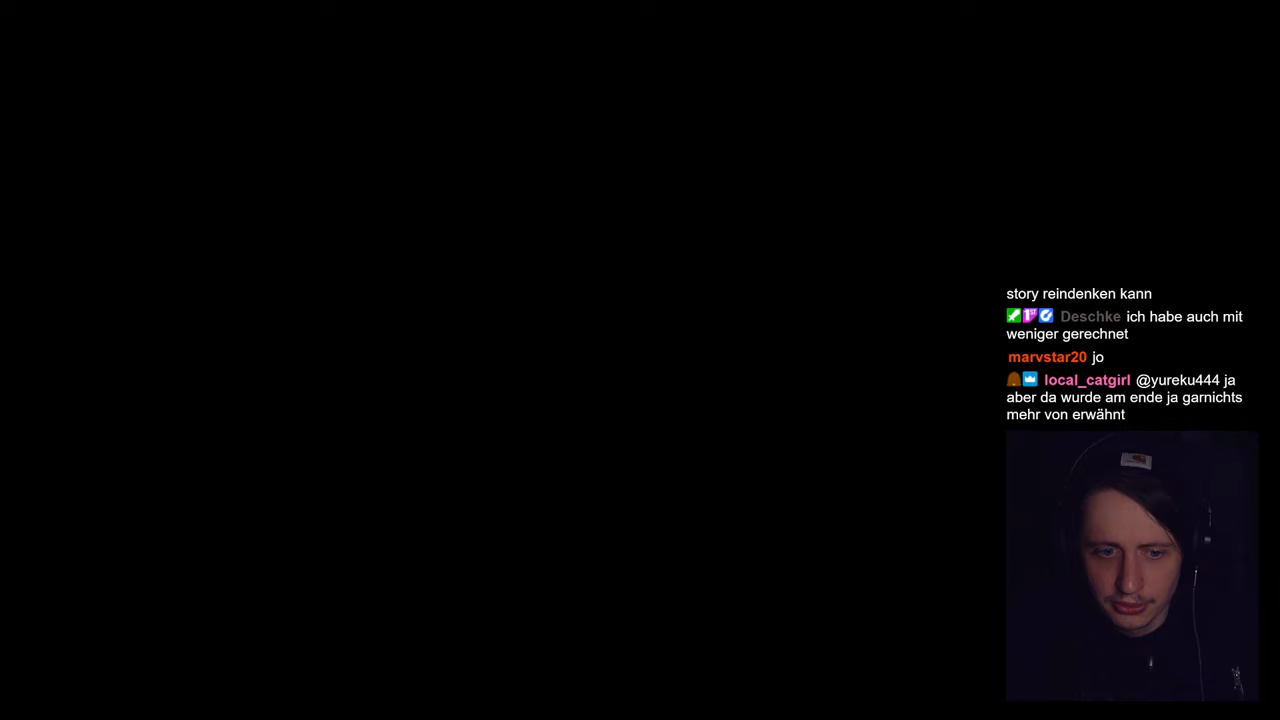 story reindenken kann
Deschke ich habe auch mit
weniger gerechnet
marvstar20 jo
local_catgirl @yureku444 ja
aber da wurde am ende ja garnichts
mehr von erwähnt